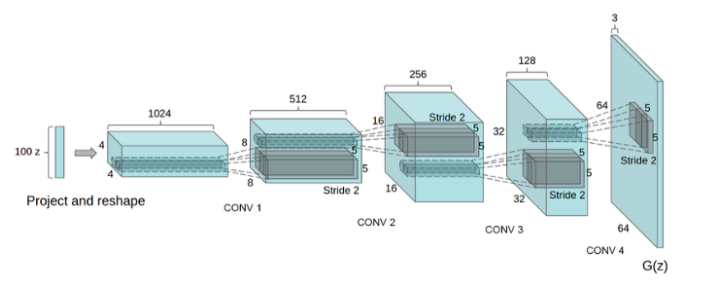 100 z
Project and reshape
1024
4
4
CONV 1
512
8
8
5
5
Stride 2
CONV 2
256
16
16
Stride 2
5
5
CONV 3
128
32
32
5
5
Stride 2
CONV 4
3
64
64
5
5
Stride 2
G(z)